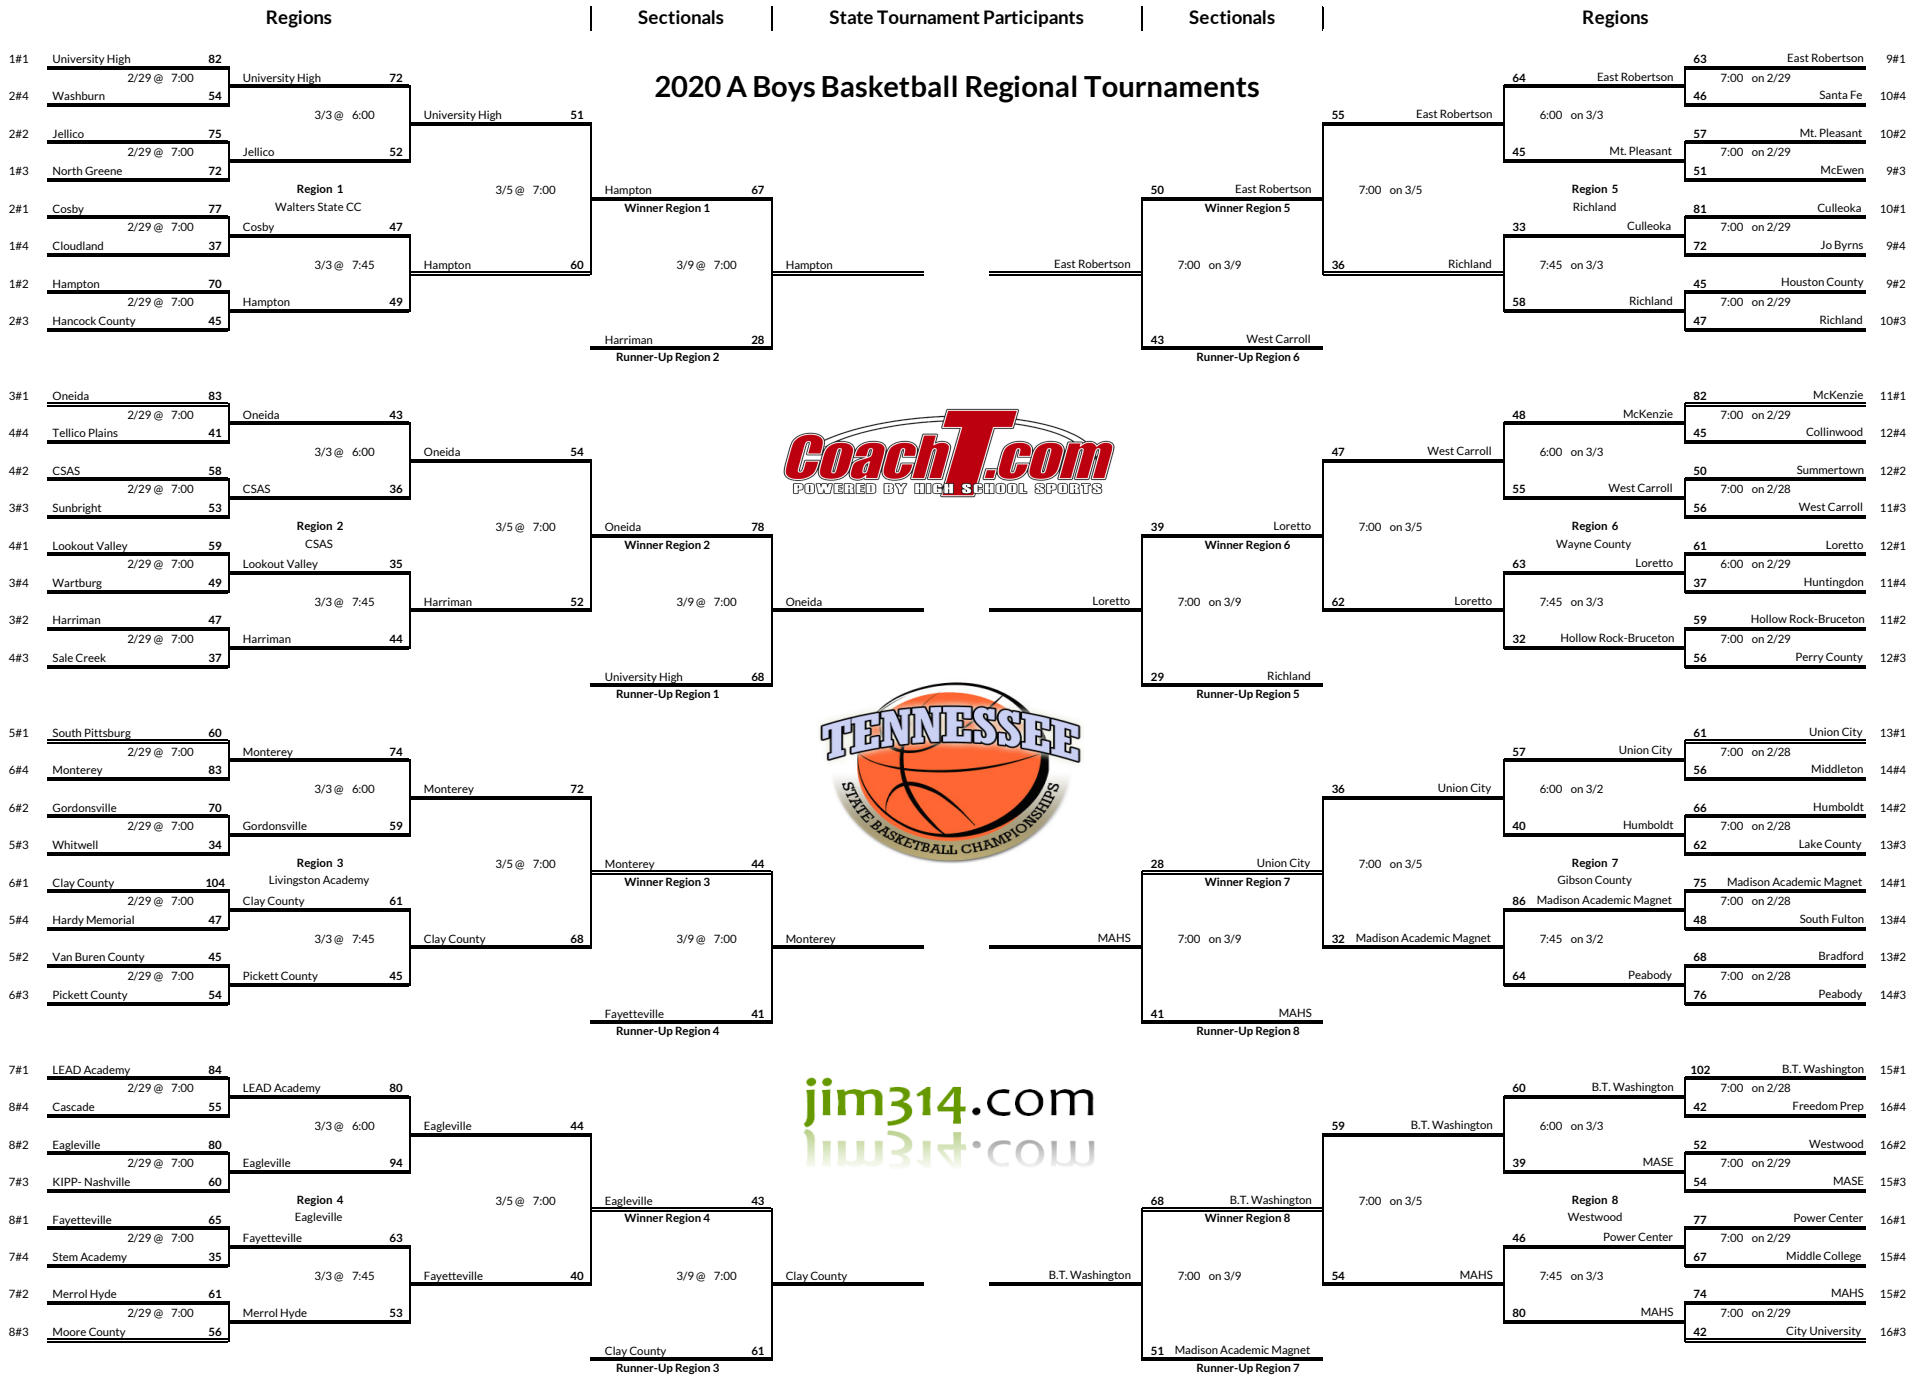 Regions
Sectionals
State Tournament Participants
Sectionals
Regions
2020 A Boys Basketball Regional Tournaments
1#1 University High 82
2/29 @ 7:00
2#4 Washburn 54
2#2 Jellico 75
2/29 @ 7:00
1#3 North Greene 72
2#1 Cosby 77
2/29 @ 7:00
1#4 Cloudland 37
1#2 Hampton 70
2/29 @ 7:00
2#3 Hancock County 45
University High 72
3/3 @ 6:00
Jellico 52
Region 1
Walters State CC
Cosby 47
3/3 @ 7:45
Hampton 49
University High 51
3/5 @ 7:00
Hampton 60
Hampton 67
Winner Region 1
3/9 @ 7:00
Harriman 28
Runner-Up Region 2
Hampton
3#1 Oneida 83
2/29 @ 7:00
4#4 Tellico Plains 41
4#2 CSAS 58
2/29 @ 7:00
3#3 Sunbright 53
4#1 Lookout Valley 59
2/29 @ 7:00
3#4 Wartburg 49
3#2 Harriman 47
2/29 @ 7:00
4#3 Sale Creek 37
Oneida 43
3/3 @ 6:00
CSAS 36
Region 2
CSAS
Lookout Valley 35
3/3 @ 7:45
Harriman 44
Oneida 54
3/5 @ 7:00
Harriman 52
Oneida 78
Winner Region 2
3/9 @ 7:00
University High 68
Runner-Up Region 1
Oneida
5#1 South Pittsburg 60
2/29 @ 7:00
6#4 Monterey 83
6#2 Gordonsville 70
2/29 @ 7:00
5#3 Whitwell 34
6#1 Clay County 104
2/29 @ 7:00
5#4 Hardy Memorial 47
5#2 Van Buren County 45
2/29 @ 7:00
6#3 Pickett County 54
Monterey 74
3/3 @ 6:00
Gordonsville 59
Region 3
Livingston Academy
Clay County 61
3/3 @ 7:45
Pickett County 45
Monterey 72
3/5 @ 7:00
Clay County 68
Monterey 44
Winner Region 3
3/9 @ 7:00
Fayetteville 41
Runner-Up Region 4
Monterey
7#1 LEAD Academy 84
2/29 @ 7:00
8#4 Cascade 55
8#2 Eagleville 80
2/29 @ 7:00
7#3 KIPP- Nashville 60
8#1 Fayetteville 65
2/29 @ 7:00
7#4 Stem Academy 35
7#2 Merrol Hyde 61
2/29 @ 7:00
8#3 Moore County 56
LEAD Academy 80
3/3 @ 6:00
Eagleville 94
Region 4
Eagleville
Fayetteville 63
3/3 @ 7:45
Merrol Hyde 53
Eagleville 44
3/5 @ 7:00
Fayetteville 40
Eagleville 43
Winner Region 4
3/9 @ 7:00
Clay County 61
Runner-Up Region 3
Clay County
CoachT.com
POWERED BY HIGH SCHOOL SPORTS
TENNESSEE
STATE BASKETBALL CHAMPIONSHIPS
jim314.com
East Robertson
50 East Robertson
Winner Region 5
7:00 on 3/9
43 West Carroll
Runner-Up Region 6
55 East Robertson
7:00 on 3/5
36 Richland
64 East Robertson
6:00 on 3/3
45 Mt. Pleasant
Region 5
Richland
33 Culleoka
7:45 on 3/3
58 Richland
63 East Robertson 9#1
7:00 on 2/29
46 Santa Fe 10#4
57 Mt. Pleasant 10#2
7:00 on 2/29
51 McEwen 9#3
81 Culleoka 10#1
7:00 on 2/29
72 Jo Byrns 9#4
45 Houston County 9#2
7:00 on 2/29
47 Richland 10#3
Loretto
39 Loretto
Winner Region 6
7:00 on 3/9
29 Richland
Runner-Up Region 5
47 West Carroll
7:00 on 3/5
62 Loretto
48 McKenzie
6:00 on 3/3
55 West Carroll
Region 6
Wayne County
63 Loretto
7:45 on 3/3
32 Hollow Rock-Bruceton
82 McKenzie 11#1
7:00 on 2/29
45 Collinwood 12#4
50 Summertown 12#2
7:00 on 2/28
56 West Carroll 11#3
61 Loretto 12#1
6:00 on 2/29
37 Huntingdon 11#4
59 Hollow Rock-Bruceton 11#2
7:00 on 2/29
56 Perry County 12#3
MAHS
28 Union City
Winner Region 7
7:00 on 3/9
41 MAHS
Runner-Up Region 8
36 Union City
7:00 on 3/5
32 Madison Academic Magnet
57 Union City
6:00 on 3/2
40 Humboldt
Region 7
Gibson County
86 Madison Academic Magnet
7:45 on 3/2
64 Peabody
61 Union City 13#1
7:00 on 2/28
56 Middleton 14#4
66 Humboldt 14#2
7:00 on 2/28
62 Lake County 13#3
75 Madison Academic Magnet 14#1
7:00 on 2/28
48 South Fulton 13#4
68 Bradford 13#2
7:00 on 2/28
76 Peabody 14#3
B.T. Washington
68 B.T. Washington
Winner Region 8
7:00 on 3/9
51 Madison Academic Magnet
Runner-Up Region 7
59 B.T. Washington
7:00 on 3/5
54 MAHS
60 B.T. Washington
6:00 on 3/3
39 MASE
Region 8
Westwood
46 Power Center
7:45 on 3/3
80 MAHS
102 B.T. Washington 15#1
7:00 on 2/28
42 Freedom Prep 16#4
52 Westwood 16#2
7:00 on 2/29
54 MASE 15#3
77 Power Center 16#1
7:00 on 2/29
67 Middle College 15#4
74 MAHS 15#2
7:00 on 2/29
42 City University 16#3